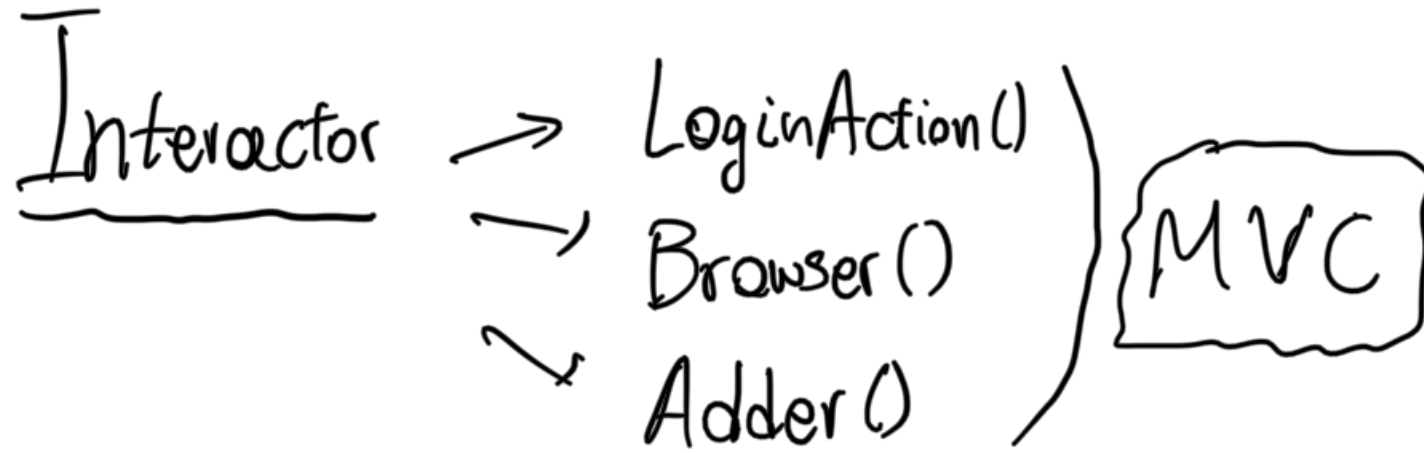 Interactor
LoginAction()
Browser()
Adder()
MVC